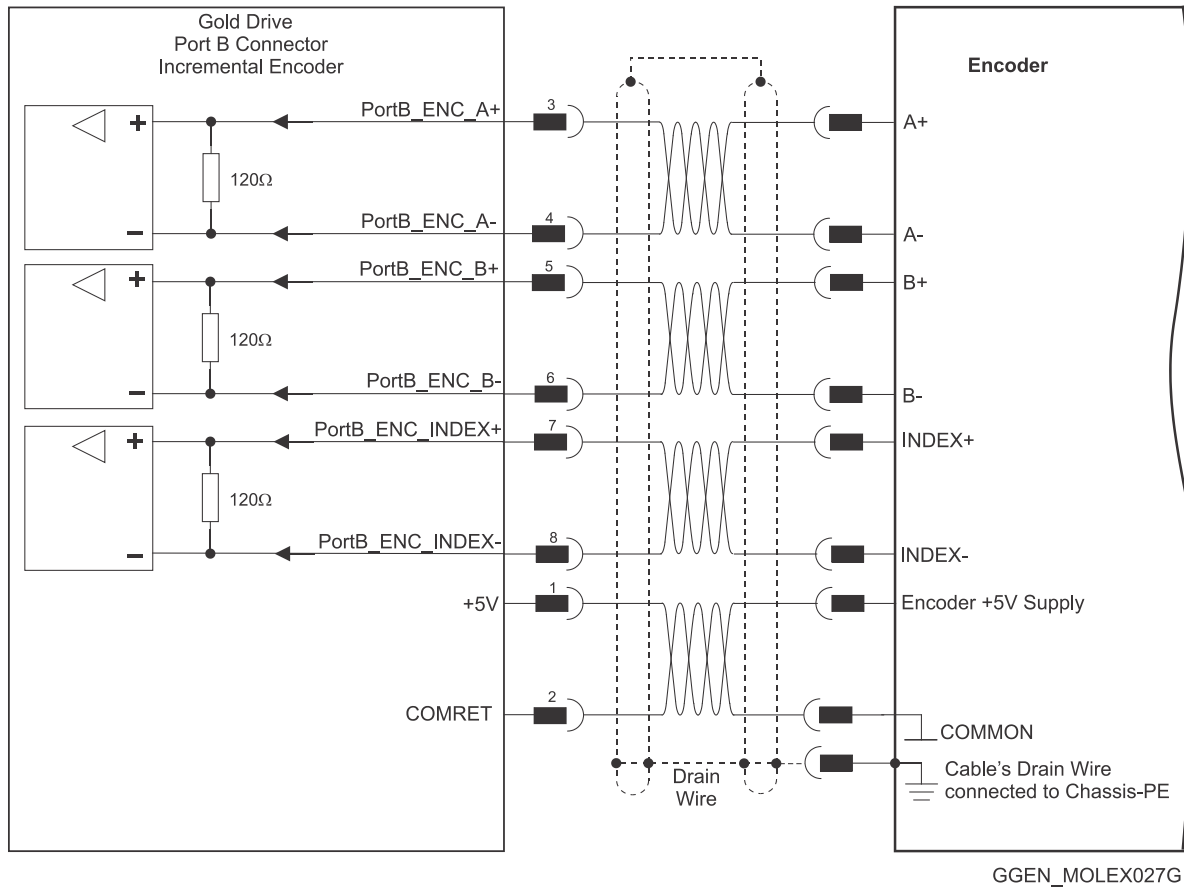 Gold Drive
Port B Connector
Incremental Encoder
Encoder
PortB_ENC_A+
3
A+
+
120Ω
PortB_ENC_A-
4
A-
-
PortB_ENC_B+
5
B+
+
120Ω
PortB_ENC_B-
6
B-
-
PortB_ENC_INDEX+
7
INDEX+
+
120Ω
PortB_ENC_INDEX-
8
INDEX-
-
+5V
1
Encoder +5V Supply
COMRET
2
COMMON
Drain
Wire
Cable's Drain Wire
connected to Chassis-PE
GGEN_MOLEX027G